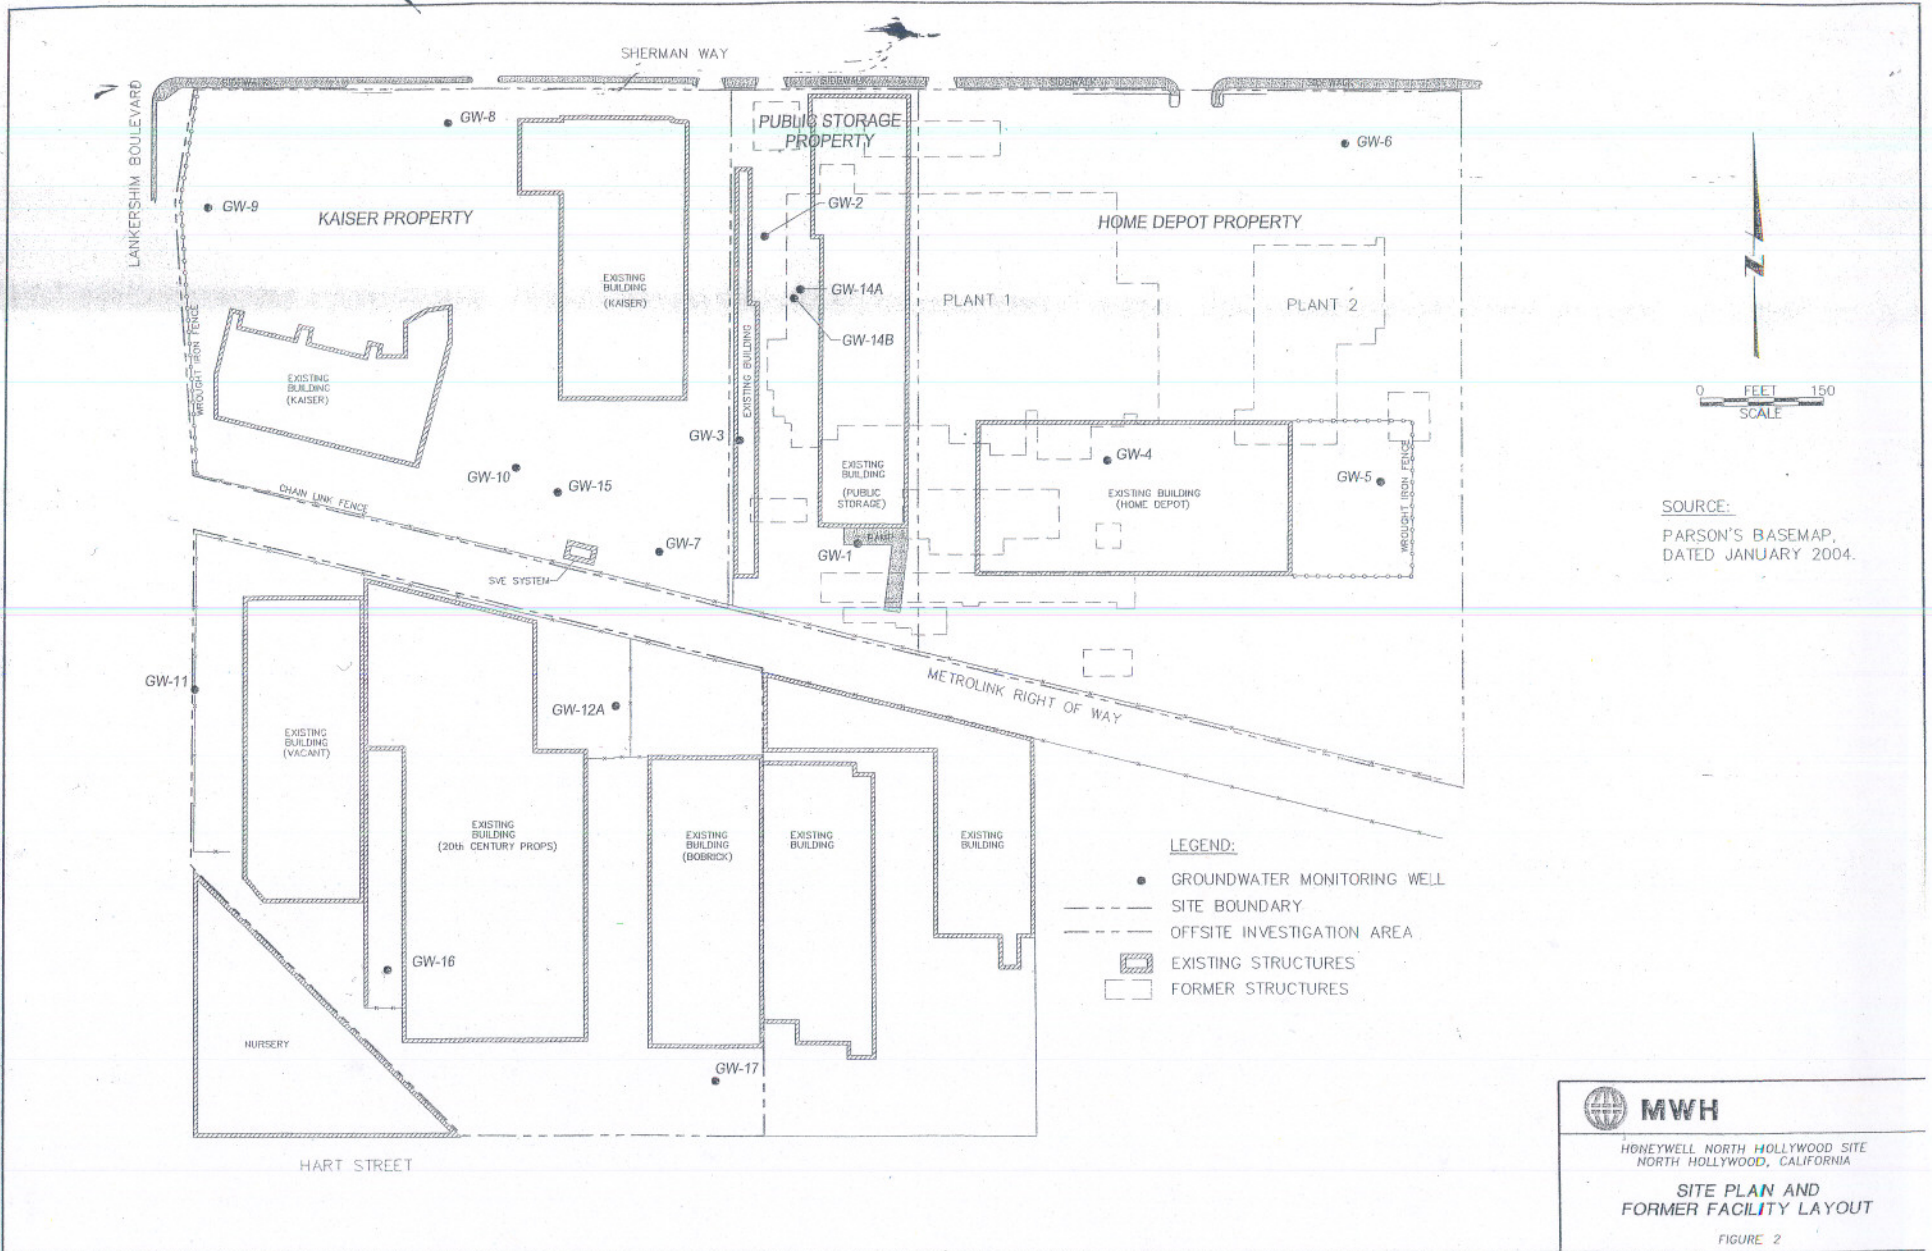 SHERMAN WAY
SIDEWALK
SIDEWALK
SIDEWALK
SIDEWALK
LANKERSHIM BOULEVARD
GW-8
PUBLIC STORAGE
PROPERTY
GW-6
GW-9
KAISER PROPERTY
GW-2
HOME DEPOT PROPERTY
EXISTING
BUILDING
(KAISER)
GW-14A
PLANT 1
PLANT 2
N
GW-14B
WROUGHT IRON FENCE
EXISTING
BUILDING
(KAISER)
EXISTING BUILDING
0 FEET 150
SCALE
GW-3
GW-10
GW-15
EXISTING
BUILDING
(PUBLIC
STORAGE)
GW-4
EXISTING BUILDING
(HOME DEPOT)
GW-5
WROUGHT IRON FENCE
CHAIN LINK FENCE
SOURCE:
PARSON'S BASEMAP,
DATED JANUARY 2004.
GW-7
GW-1
RAMP
SVE SYSTEM
GW-11
GW-12A
METROLINK RIGHT OF WAY
EXISTING
BUILDING
(VACANT)
EXISTING
BUILDING
(20th CENTURY PROPS)
EXISTING
BUILDING
(BOBRICK)
EXISTING
BUILDING
EXISTING
BUILDING
LEGEND:
GROUNDWATER MONITORING WELL
SITE BOUNDARY
OFFSITE INVESTIGATION AREA
EXISTING STRUCTURES
FORMER STRUCTURES
GW-16
NURSERY
GW-17
HART STREET
MWH
HONEYWELL NORTH HOLLYWOOD SITE
NORTH HOLLYWOOD, CALIFORNIA
SITE PLAN AND
FORMER FACILITY LAYOUT
FIGURE 2